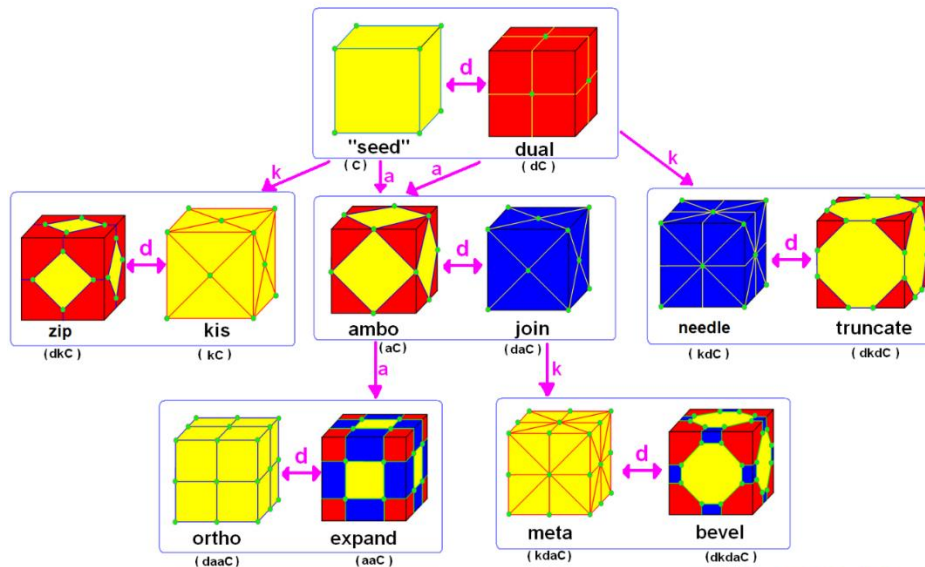 d
"seed"
dual
(C)
(dC)
k
a
a
k
d
d
d
zip
kis
ambo
join
needle
truncate
(dkC)
(kC)
(aC)
(daC)
(kdC)
(dkdC)
a
k
d
d
ortho
expand
meta
bevel
(daaC)
(aaC)
(kdaC)
(dkdaC)